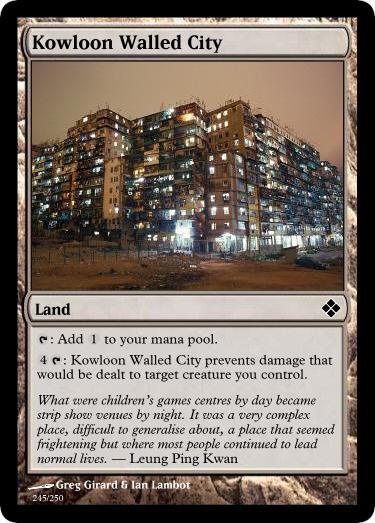 Kowloon Walled City
Land
: Add 1 to your mana pool.
4 : Kowloon Walled City prevents damage that
would be dealt to target creature you control.
What were children's games centres by day became
strip show venues by night. It was a very complex
place, difficult to generalise about, a place that seemed
frightening but where most people continued to lead
normal lives. — Leung Ping Kwan
Greg Girard & Ian Lambot
245/250